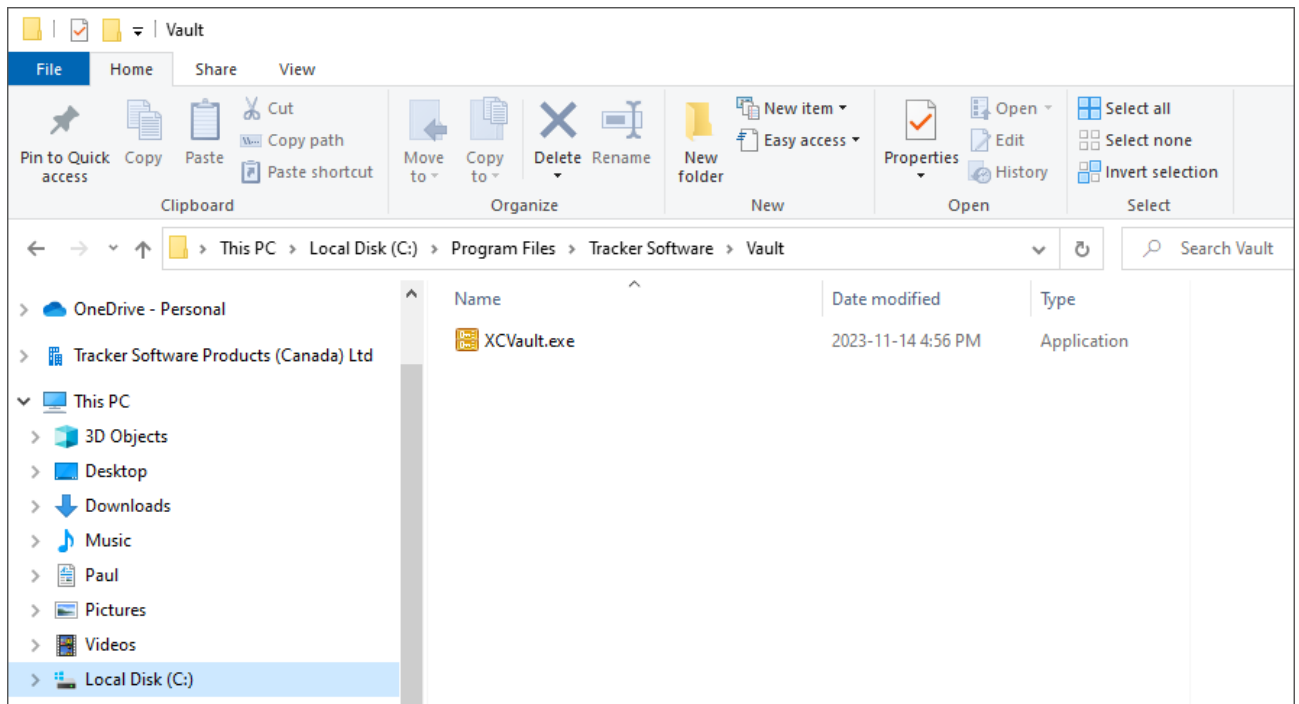 Vault
File Home Share View
Pin to Quick access
Copy
Paste
Cut
Copy path
Paste shortcut
Clipboard
Move to
Copy to
Delete
Rename
Organize
New folder
New item
Easy access
New
Properties
Open
Edit
History
Open
Select all
Select none
Invert selection
Select
This PC > Local Disk (C:) > Program Files > Tracker Software > Vault
Search Vault
OneDrive - Personal
Tracker Software Products (Canada) Ltd
This PC
3D Objects
Desktop
Downloads
Music
Paul
Pictures
Videos
Local Disk (C:)
Name Date modified Type
XCVault.exe 2023-11-14 4:56 PM Application